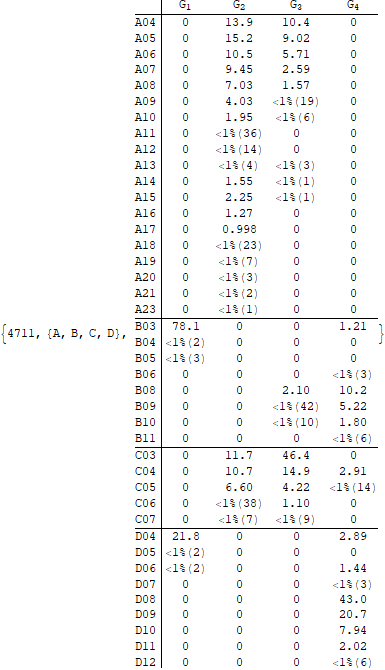 G1 G2 G3 G4
A04 0 13.9 10.4 0
A05 0 15.2 9.02 0
A06 0 10.5 5.71 0
A07 0 9.45 2.59 0
A08 0 7.03 1.57 0
A09 0 4.03 <1%(19) 0
A10 0 1.95 <1%(6) 0
A11 0 <1%(36) 0 0
A12 0 <1%(14) 0 0
A13 0 <1%(4) <1%(3) 0
A14 0 1.55 <1%(1) 0
A15 0 2.25 <1%(1) 0
A16 0 1.27 0 0
A17 0 0.998 0 0
A18 0 <1%(23) 0 0
A19 0 <1%(7) 0 0
A20 0 <1%(3) 0 0
A21 0 <1%(2) 0 0
A23 0 <1%(1) 0 0
B03 78.1 0 0 1.21
{4711, {A, B, C, D}, B04 <1%(2) 0 0 0 }
B05 <1%(3) 0 0 0
B06 0 0 0 <1%(3)
B08 0 0 2.10 10.2
B09 0 0 <1%(42) 5.22
B10 0 0 <1%(10) 1.80
B11 0 0 0 <1%(6)
C03 0 11.7 46.4 0
C04 0 10.7 14.9 2.91
C05 0 6.60 4.22 <1%(14)
C06 0 <1%(38) 1.10 0
C07 0 <1%(7) <1%(9) 0
D04 21.8 0 0 2.89
D05 <1%(2) 0 0 0
D06 <1%(2) 0 0 1.44
D07 0 0 0 <1%(3)
D08 0 0 0 43.0
D09 0 0 0 20.7
D10 0 0 0 7.94
D11 0 0 0 2.02
D12 0 0 0 <1%(6)